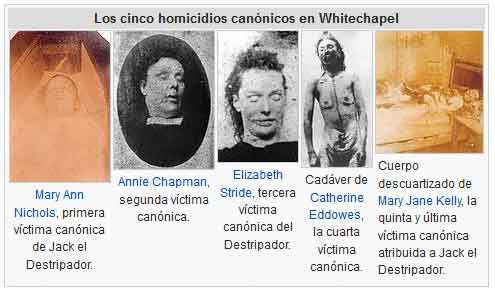 Los cinco homicidios canónicos en Whitechapel
Mary Ann
Nichols, primera
víctima canónica
de Jack el
Destripador.
Annie Chapman,
segunda víctima
canónica.
Elizabeth
Stride, tercera
víctima
canónica del
Destripador.
Cadáver de
Catherine
Eddowes,
la cuarta
víctima
canónica.
Cuerpo
descuartizado de
Mary Jane Kelly, la
quinta y última
víctima canónica
atribuida a Jack el
Destripador.